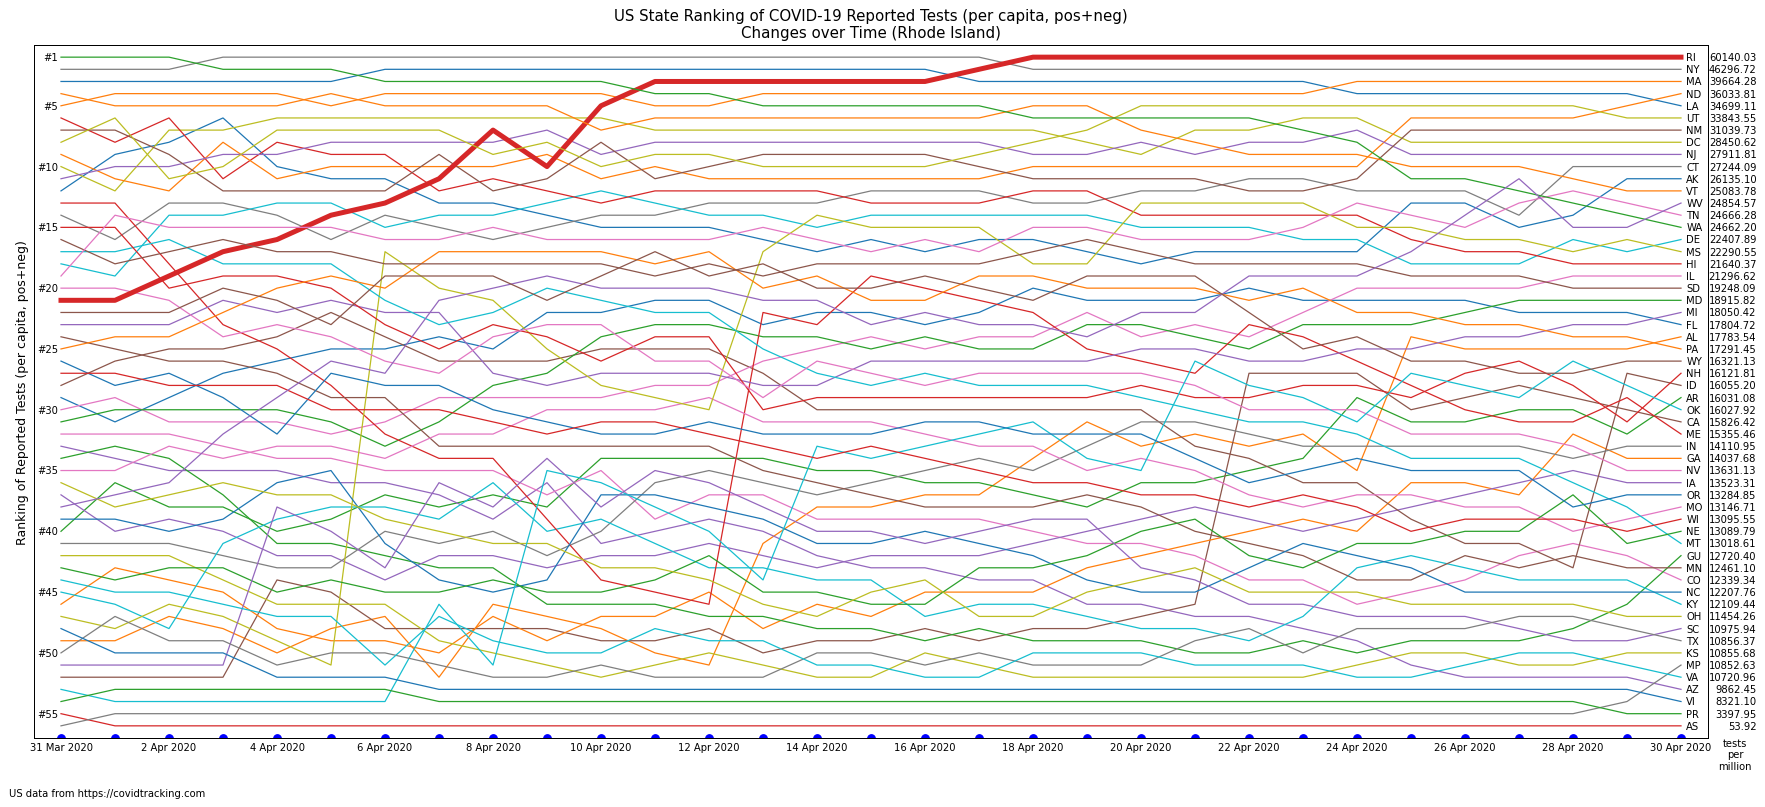 US State Ranking of COVID-19 Reported Tests (per capita, pos+neg)
Changes over Time (Rhode Island)
Ranking of Reported Tests (per capita, pos+neg)
#1
#5
#10
#15
#20
#25
#30
#35
#40
#45
#50
#55
RI 60140.03
NY 46296.72
MA 39664.28
ND 36033.81
LA 34699.11
UT 33843.55
NM 31039.73
DC 28450.62
NJ 27911.81
CT 27244.09
AK 26135.10
VT 25083.78
WV 24854.57
TN 24666.28
WA 24662.20
DE 22407.89
MS 22290.55
HI 21640.37
IL 21296.62
SD 19248.09
MD 18915.82
MI 18050.42
FL 17804.72
AL 17783.54
PA 17291.45
WY 16321.13
NH 16121.81
ID 16055.20
AR 16031.08
OK 16027.92
CA 15826.42
ME 15355.46
IN 14110.95
GA 14037.68
NV 13631.13
IA 13523.31
OR 13284.85
MO 13146.71
WI 13095.55
NE 13089.79
MT 13018.61
GU 12720.40
MN 12461.10
CO 12339.34
NC 12207.76
KY 12109.44
OH 11454.26
SC 10975.94
TX 10856.37
KS 10855.68
MP 10852.63
VA 10720.96
AZ 9862.45
VI 8321.10
PR 3397.95
AS 53.92
31 Mar 2020 2 Apr 2020 4 Apr 2020 6 Apr 2020 8 Apr 2020 10 Apr 2020 12 Apr 2020 14 Apr 2020 16 Apr 2020 18 Apr 2020 20 Apr 2020 22 Apr 2020 24 Apr 2020 26 Apr 2020 28 Apr 2020 30 Apr 2020
tests
per
million
US data from https://covidtracking.com